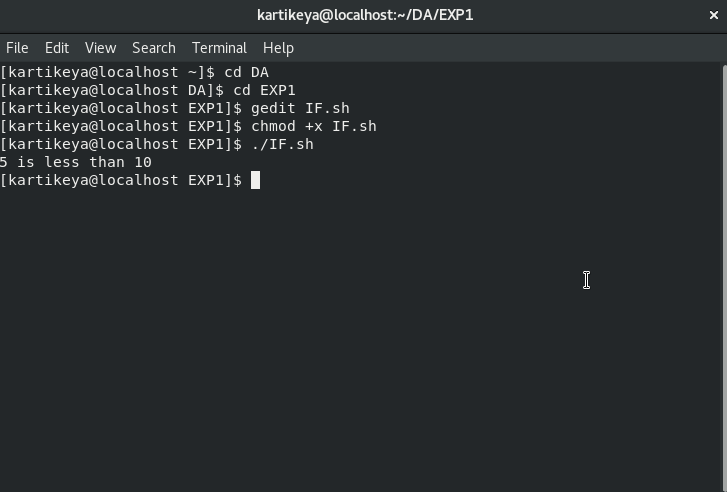 kartikeya@localhost:~/DA/EXP1
File Edit View Search Terminal Help
[kartikeya@localhost ~]$ cd DA
[kartikeya@localhost DA]$ cd EXP1
[kartikeya@localhost EXP1]$ gedit IF.sh
[kartikeya@localhost EXP1]$ chmod +x IF.sh
[kartikeya@localhost EXP1]$ ./IF.sh
5 is less than 10
[kartikeya@localhost EXP1]$